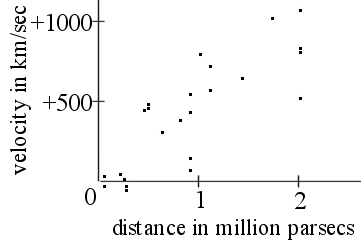 +1000
+500
velocity in km/sec
0
1
2
distance in million parsecs